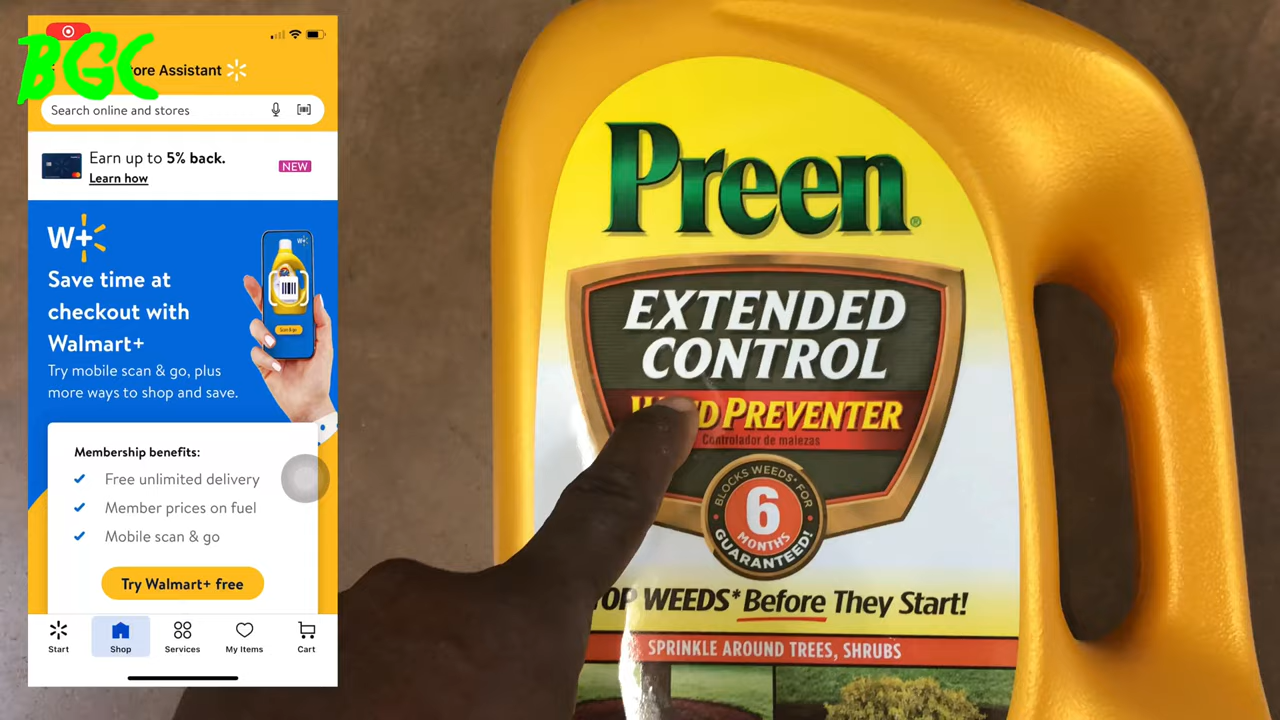 BGC
ore Assistant
Search online and stores
Earn up to 5% back.
Learn how
NEW
W+
Save time at
checkout with
Walmart+
Try mobile scan & go, plus
more ways to shop and save.
Membership benefits:
Free unlimited delivery
Member prices on fuel
Mobile scan & go
Try Walmart+ free
Start
Shop
Services
My Items
Cart
Preen
EXTENDED
CONTROL
PREVENTER
Controlador de malezas
BLOCKS WEEDS* FOR
6
MONTHS
GUARANTEED!
WEEDS* Before They Start!
SPRINKLE AROUND TREES, SHRUBS